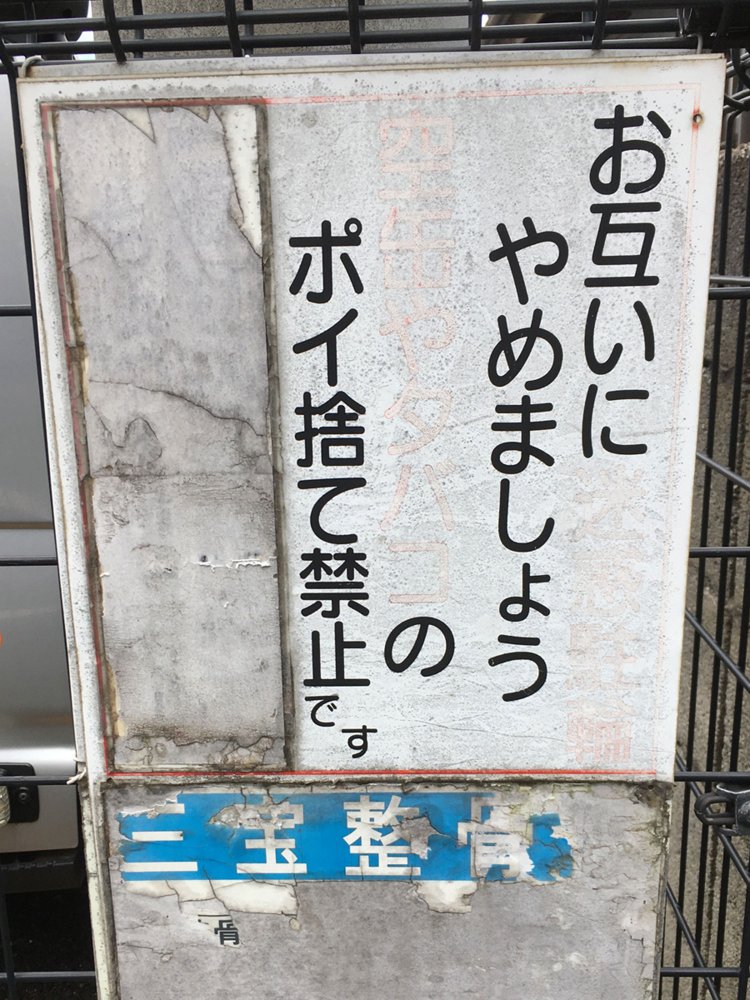 お互いに迷惑駐輪
やめましょう
空缶やタバコの
ポイ捨て禁止です
三宝整骨
骨